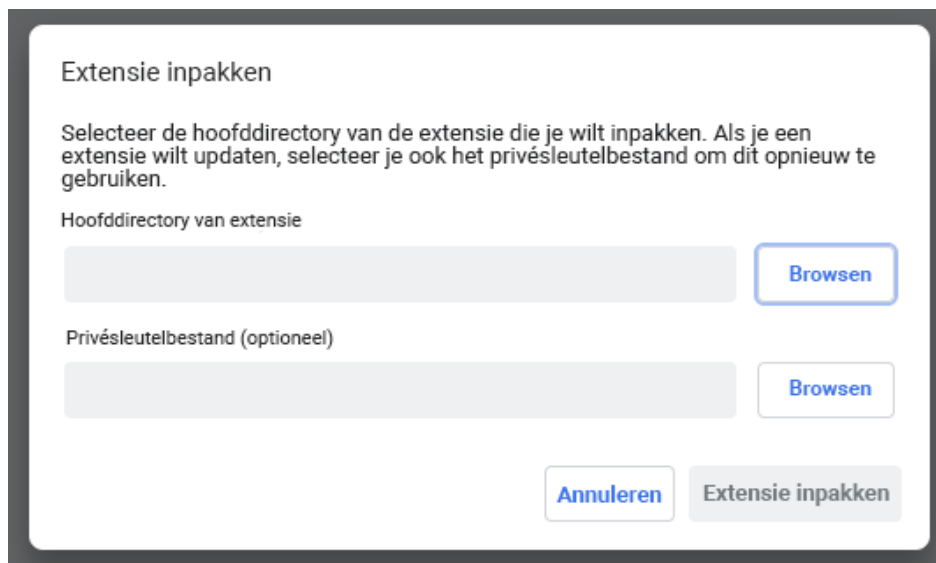 Extensie inpakken
Selecteer de hoofddirectory van de extensie die je wilt inpakken. Als je een
extensie wilt updaten, selecteer je ook het privésleutelbestand om dit opnieuw te
gebruiken.
Hoofddirectory van extensie
Browsen
Privésleutelbestand (optioneel)
Browsen
Annuleren
Extensie inpakken